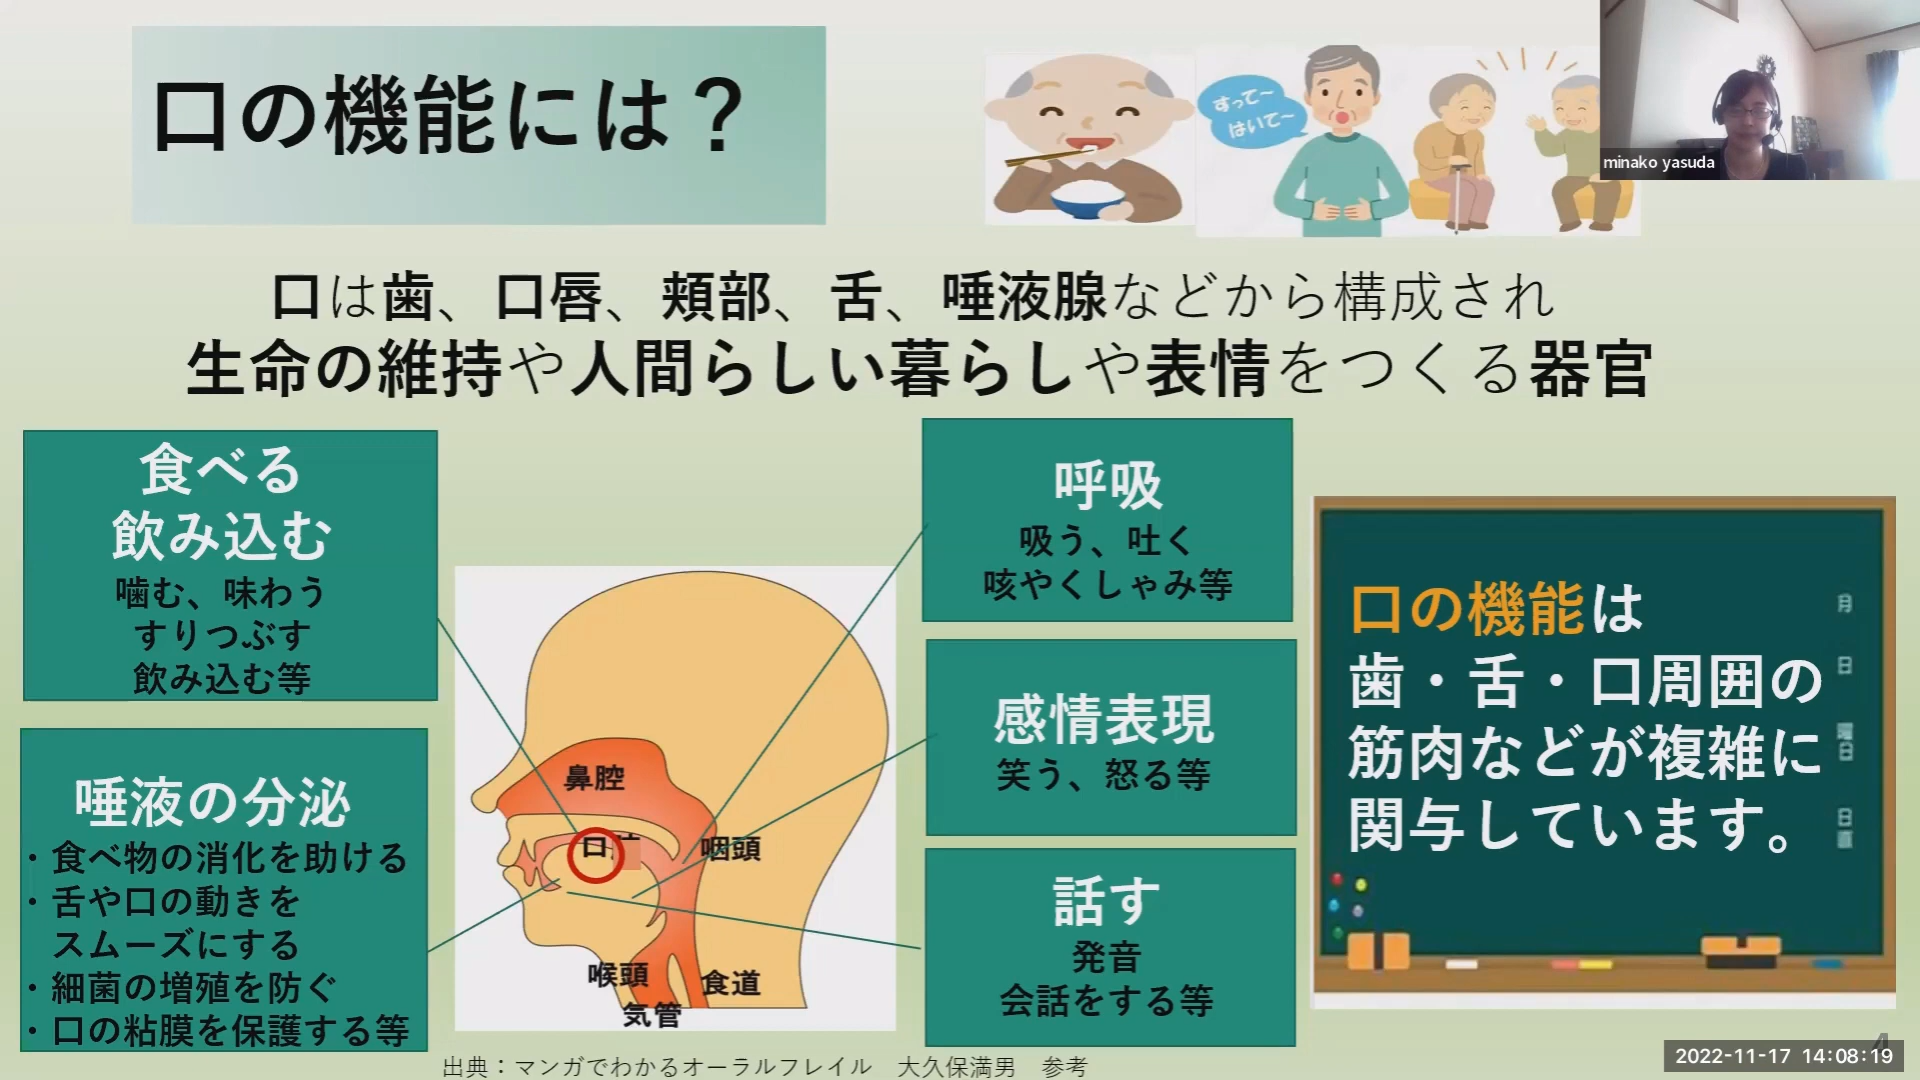 口の機能には？
すって～
はいて～
minako yasuda
口は歯、口唇、頬部、舌、唾液腺などから構成され
生命の維持や人間らしい暮らしや表情をつくる器官
食べる
飲み込む
噛む、味わう
すりつぶす
飲み込む等
唾液の分泌
・食べ物の消化を助ける
・舌や口の動きを
スムーズにする
・細菌の増殖を防ぐ
・口の粘膜を保護する等
鼻腔
口腔
咽頭
喉頭
食道
気管
呼吸
吸う、吐く
咳やくしゃみ等
感情表現
笑う、怒る等
話す
発音
会話をする等
口の機能は
歯・舌・口周囲の
筋肉などが複雑に
関与しています。
月
日
曜日
日直
出典：マンガでわかるオーラルフレイル　大久保満男　参考
4
2022-11-17 14:08:19